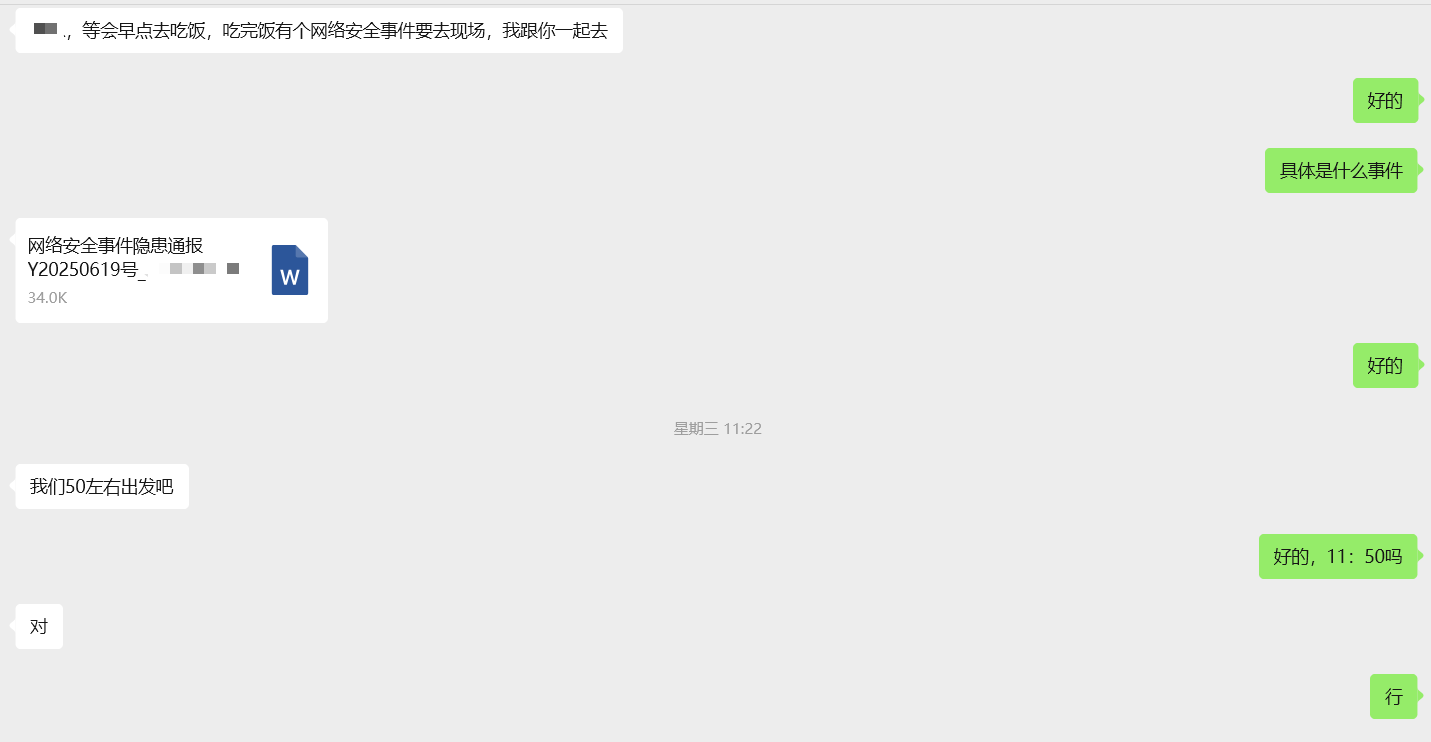 ，等会早点去吃饭，吃完饭有个网络安全事件要去现场，我跟你一起去
好的
具体是什么事件
网络安全事件隐患通报
Y20250619号_
34.0K
W
好的
星期三 11:22
我们50左右出发吧
好的，11：50吗
对
行